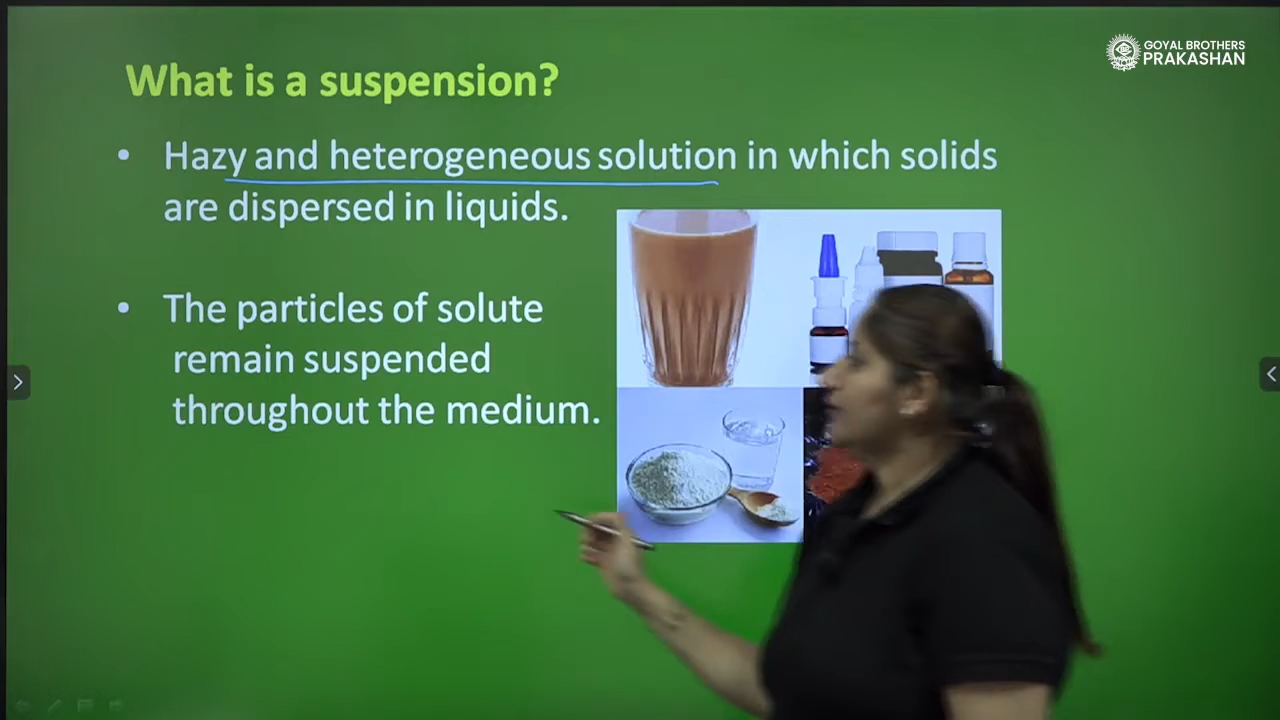 GOYAL BROTHERS
PRAKASHAN
What is a suspension?
• Hazy and heterogeneous solution in which solids
are dispersed in liquids.
• The particles of solute
remain suspended
throughout the medium.